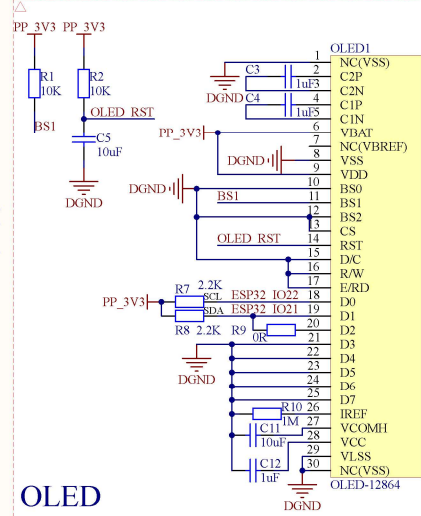 PP_3V3 PP_3V3
R1
10K
R2
10K
BS1
OLED_RST
C5
10uF
DGND
OLED1
1 NC(VSS)
C3 2 C2P
1uF 3 C2N
DGND
C4 4 C1P
1uF 5 C1N
PP_3V3 6 VBAT
7 NC(VBREF)
DGND 8 VSS
9 VDD
DGND 10 BS0
BS1 11 BS1
12 BS2
13 CS
OLED_RST 14 RST
15 D/C
16 R/W
17 E/RD
R7 2.2K
PP_3V3 SCL ESP32_IO22 18 D0
SDA ESP32_IO21 19 D1
R8 2.2K R9 0R 20 D2
21 D3
22 D4
DGND 23 D5
24 D6
25 D7
R10 1M 26 IREF
C11 10uF 27 VCOMH
28 VCC
C12 1uF 29 VLSS
30 NC(VSS)
OLED-12864
DGND
OLED